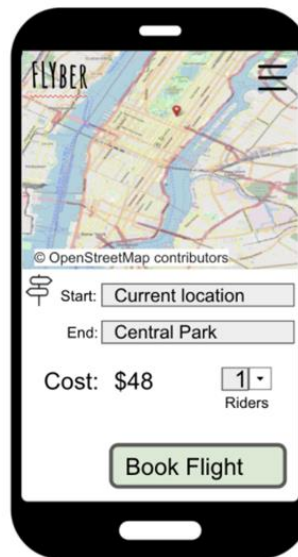 FLYBER
© OpenStreetMap contributors
Start: Current location
End: Central Park
Cost: $48 1
Riders
Book Flight